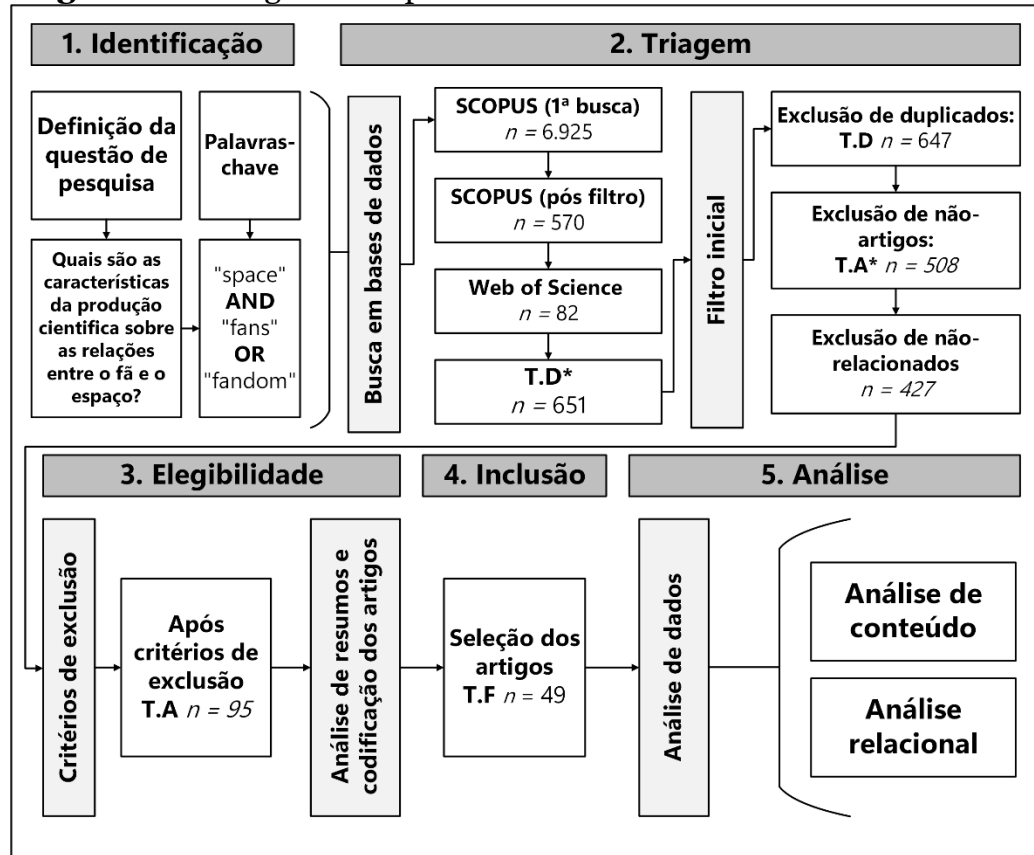 1. Identificação
2. Triagem
Definição da
questão de
pesquisa
Palavras-
chave
Quais são as
características
da produção
cientifica sobre
as relações
entre o fã e o
espaço?
"space"
AND
"fans"
OR
"fandom"
Busca em bases de dados
SCOPUS (1ª busca)
n = 6.925
SCOPUS (pós filtro)
n = 570
Web of Science
n = 82
T.D*
n = 651
Filtro inicial
Exclusão de duplicados:
T.D n = 647
Exclusão de não-
artigos:
T.A* n = 508
Exclusão de não-
relacionados
n = 427
3. Elegibilidade
4. Inclusão
5. Análise
Critérios de exclusão
Após
critérios de
exclusão
T.A n = 95
Análise de resumos e
codificação dos artigos
Seleção dos
artigos
T.F n = 49
Análise de dados
Análise de
conteúdo
Análise
relacional